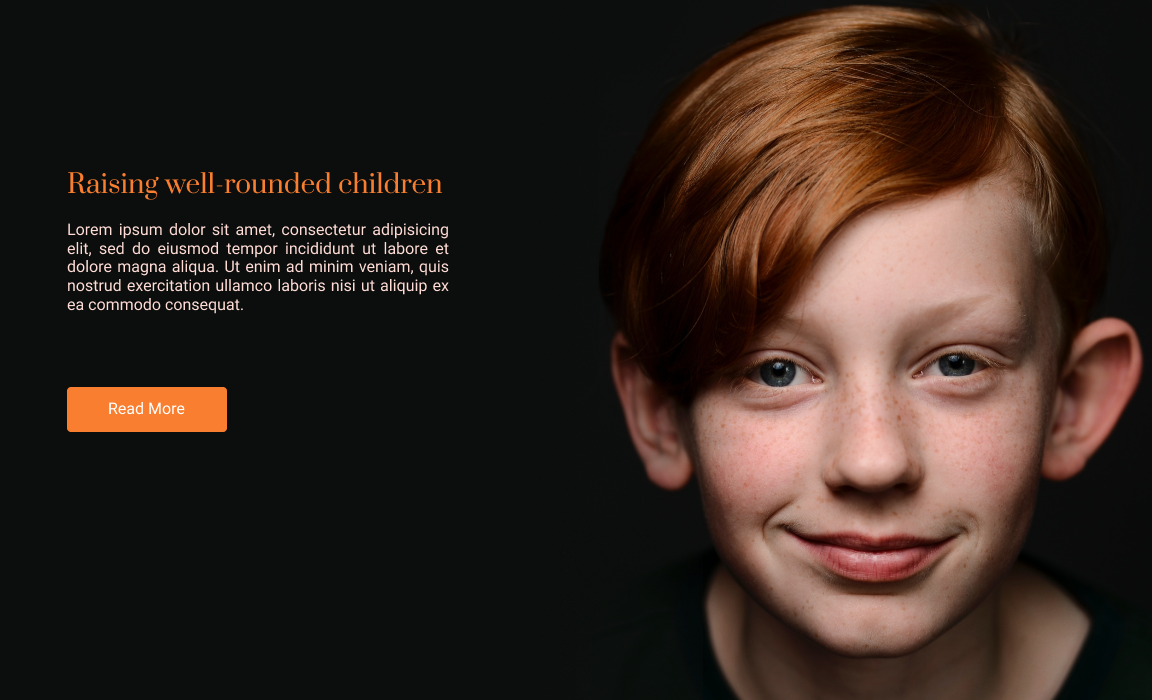 Raising well-rounded children
Lorem ipsum dolor sit amet, consectetur adipisicing
elit, sed do eiusmod tempor incididunt ut labore et
dolore magna aliqua. Ut enim ad minim veniam, quis
nostrud exercitation ullamco laboris nisi ut aliquip ex
ea commodo consequat.
Read More